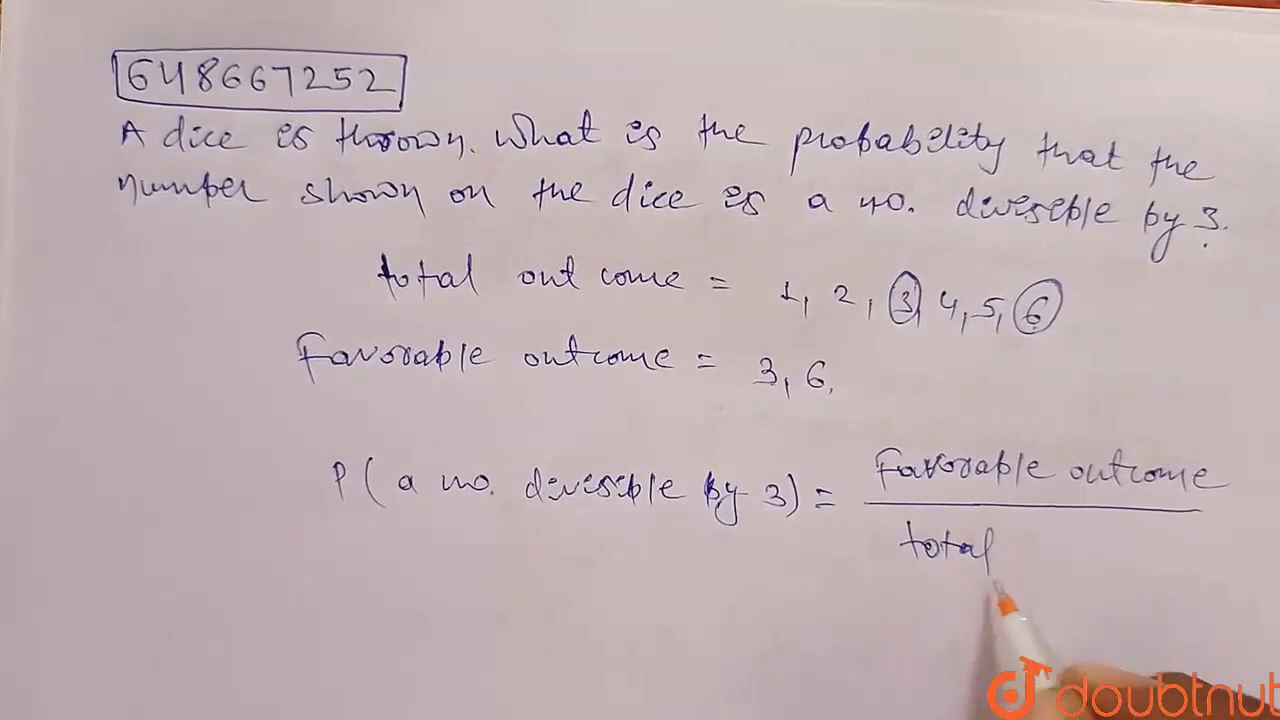 648667252
A dice is thrown. What is the probability that the
number shown on the dice is a no. divisible by 3.
total outcome = 1, 2, 3, 4, 5, 6
Favorable outcome = 3, 6.
P( a no. divisible by 3) = Favorable outcome
total
doubtnut